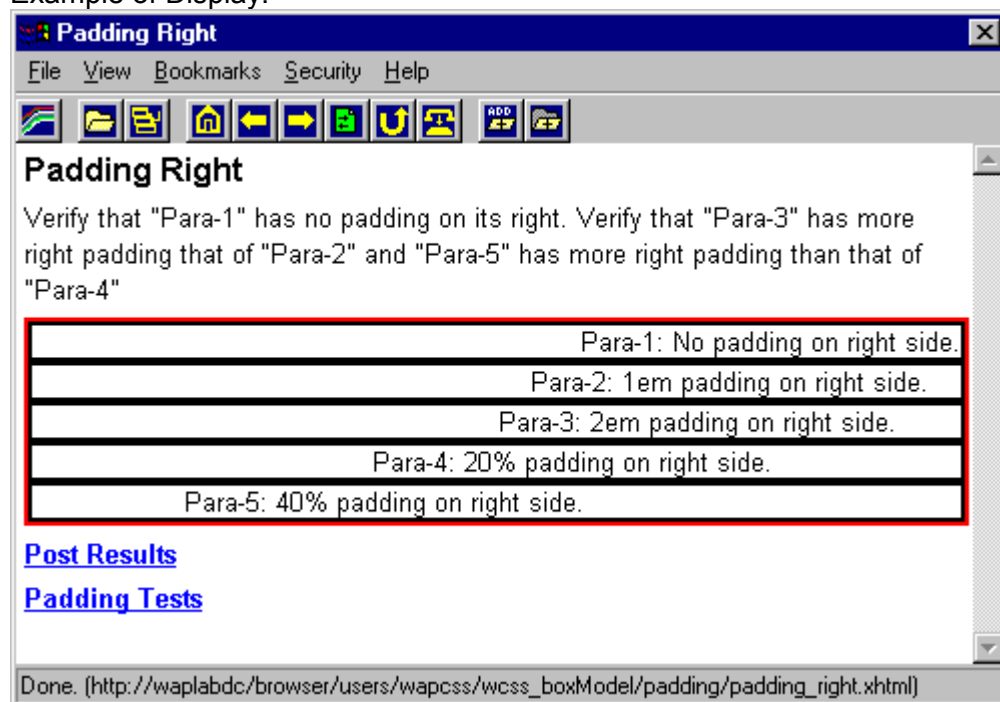 Example of Display:
Padding Right
File View Bookmarks Security Help
ADD
Padding Right
Verify that "Para-1" has no padding on its right. Verify that "Para-3" has more
right padding that of "Para-2" and "Para-5" has more right padding than that of
"Para-4"
Para-1: No padding on right side.
Para-2: 1em padding on right side.
Para-3: 2em padding on right side.
Para-4: 20% padding on right side.
Para-5: 40% padding on right side.
Post Results
Padding Tests
Done. (http://waplabdc/browser/users/wapcss/wcss_boxModel/padding/padding_right.xhtml)